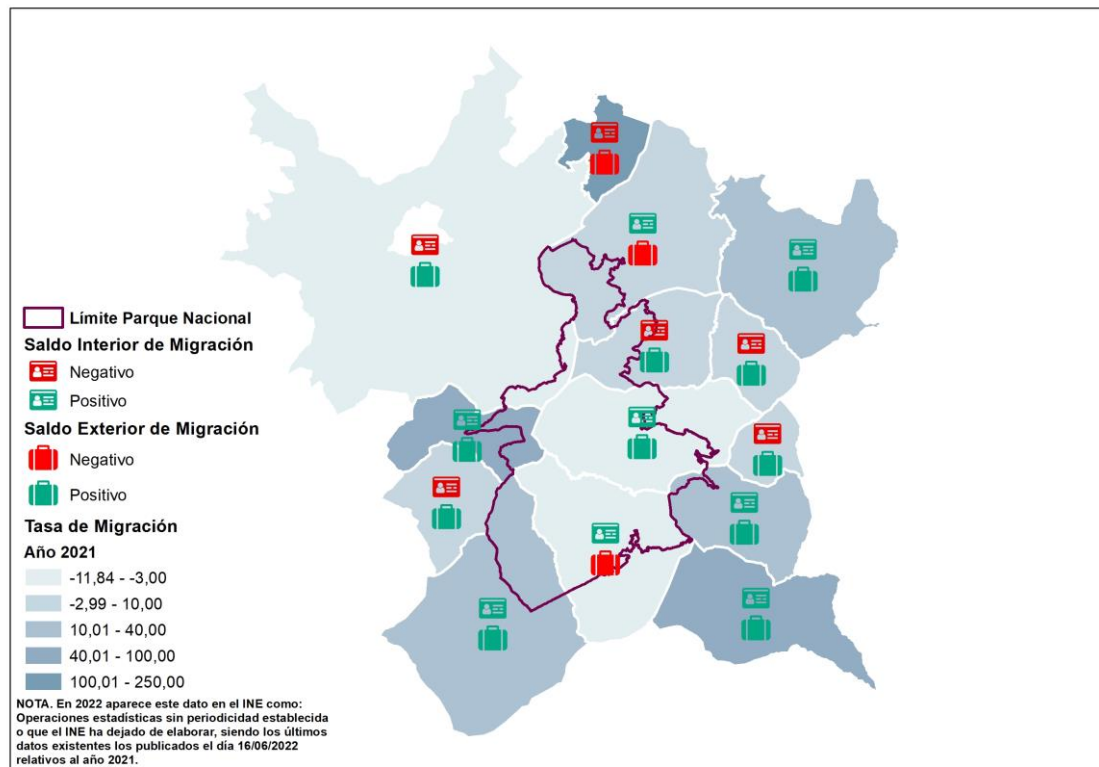 Límite Parque Nacional
Saldo Interior de Migración
Negativo
Positivo
Saldo Exterior de Migración
Negativo
Positivo
Tasa de Migración
Año 2021
-11,84 - -3,00
-2,99 - 10,00
10,01 - 40,00
40,01 - 100,00
100,01 - 250,00
NOTA. En 2022 aparece este dato en el INE como:
Operaciones estadísticas sin periodicidad establecida
o que el INE ha dejado de elaborar, siendo los últimos
datos existentes los publicados el día 16/06/2022
relativos al año 2021.